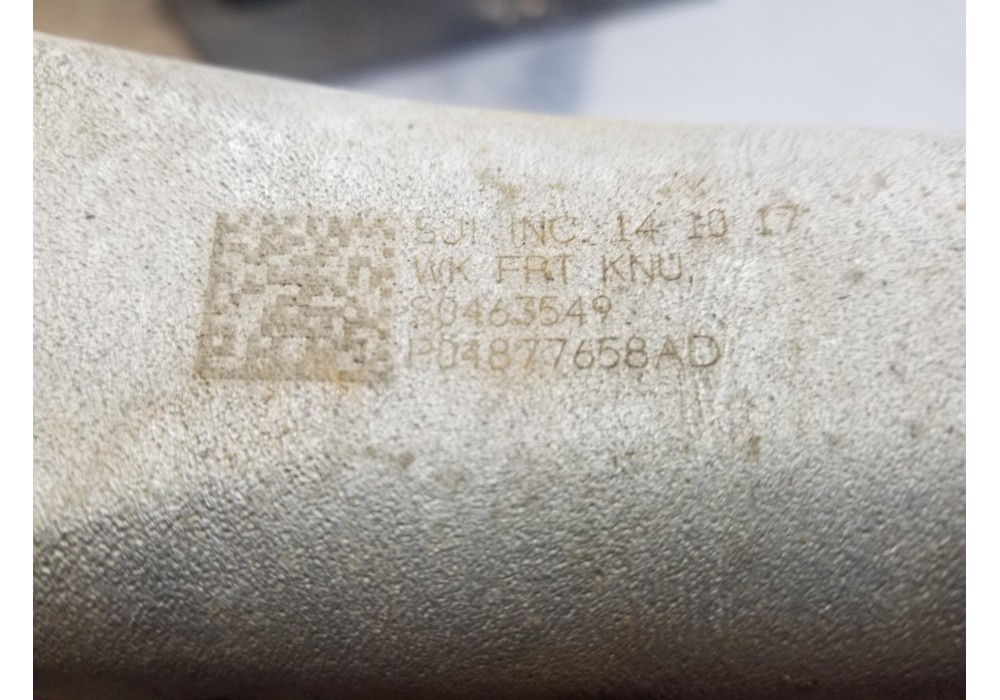 SJI INC. 14 10 17
WK FRT KNU,
S0463549
P04877658AD